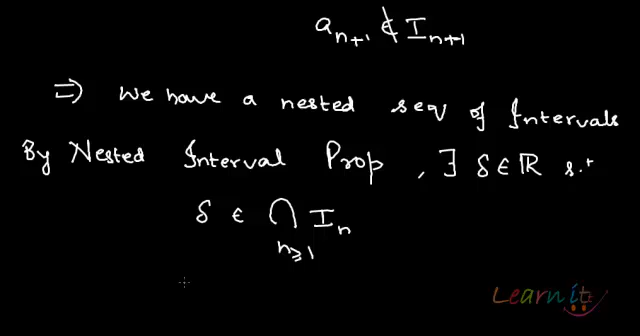 a_{n+1} ∉ I_{n+1}
⇒ We have a nested seq of Intervals
By Nested Interval Prop, ∃ δ ∈ ℝ s.t
δ ∈ ⋂_{n≥1} I_n
Learnit